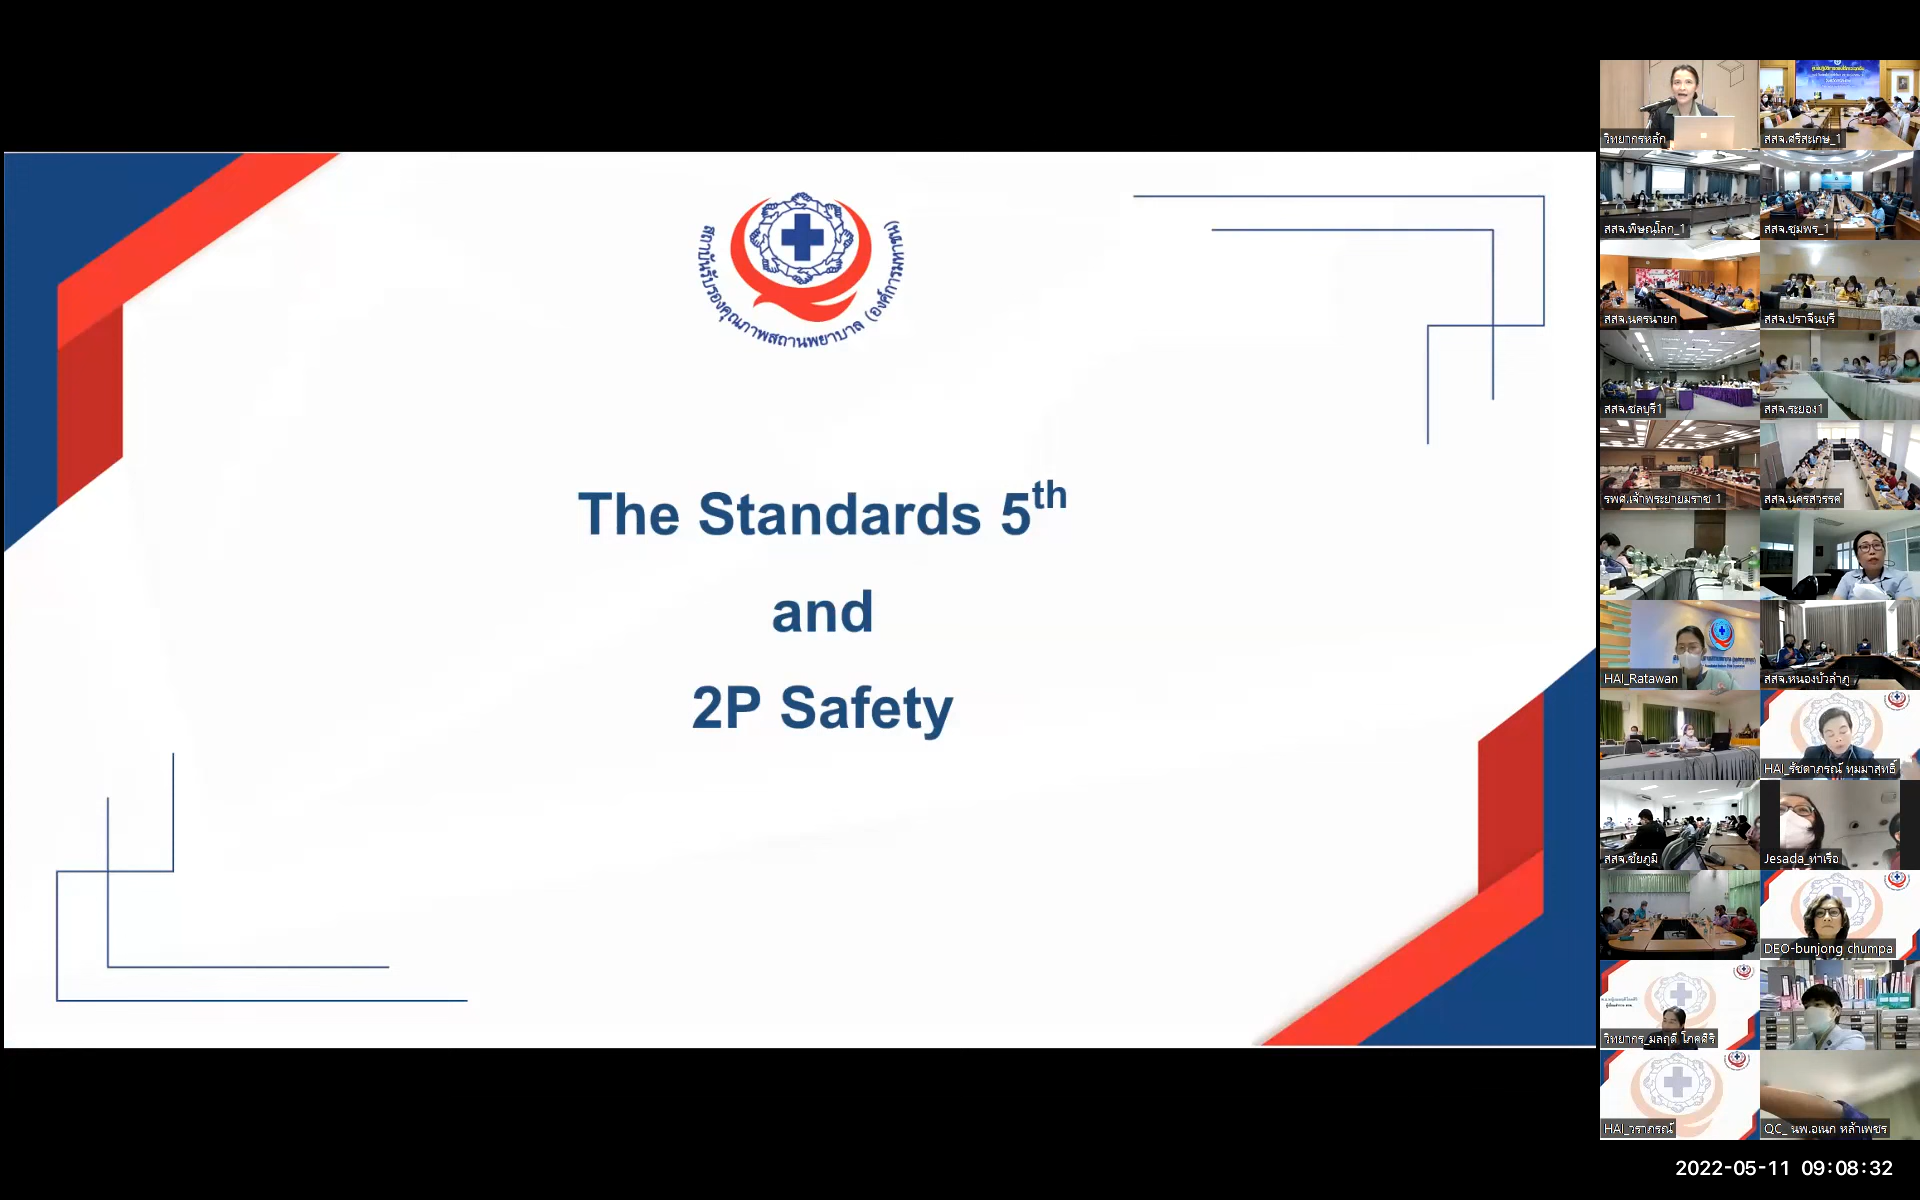 สถาบันรับรองคุณภาพสถานพยาบาล (องค์การมหาชน)
The Standards 5th
and
2P Safety
วิทยากรหลัก
สสจ.ศรีสะเกษ_1
สสจ.พิษณุโลก_1
สสจ.ชุมพร_1
สสจ.นครนายก
สสจ.ปราจีนบุรี
สสจ.ชลบุรี1
สสจ.ระยอง1
รพศ.เจ้าพระยายมราช 1
สสจ.นครสวรรค์
HAI_Ratawan
สสจ.หนองบัวลำภู
HAI_รัชดาภรณ์ ทุมมาสุทธิ์
สสจ.ชัยภูมิ
Jesada_ท่าเรือ
DEO-bunjong chumpa
วิทยากร_มลฤดี โภคศิริ
HAI_วราภรณ์
QC_ นพ.อเนก หล้าเพชร
2022-05-11 09:08:32